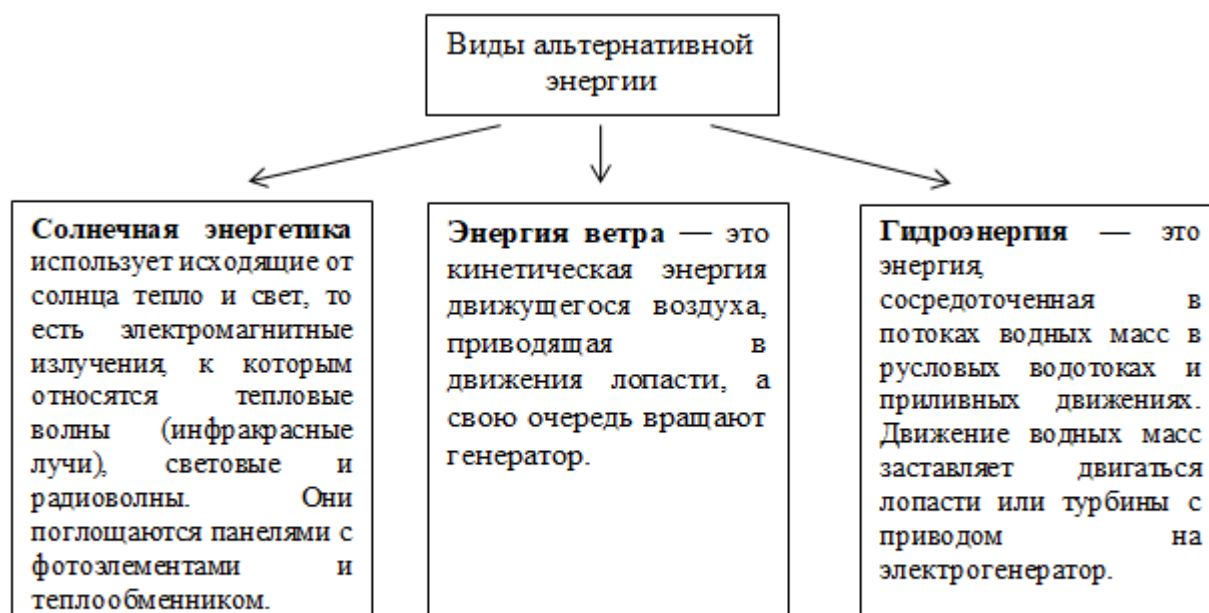 Виды альтернативной
энергии
Солнечная энергетика
использует исходящие от
солнца тепло и свет, то
есть электромагнитные
излучения, к которым
относятся тепловые
волны (инфракрасные
лучи), световые и
радиоволны. Они
поглощаются панелями с
фотоэлементами и
теплообменником.
Энергия ветра — это
кинетическая энергия
движущегося воздуха,
приводящая в
движения лопасти, а
свою очередь вращают
генератор.
Гидроэнергия — это
энергия,
сосредоточенная в
потоках водных масс в
русловых водотоках и
приливных движениях.
Движение водных масс
заставляет двигаться
лопасти или турбины с
приводом на
электрогенератор.